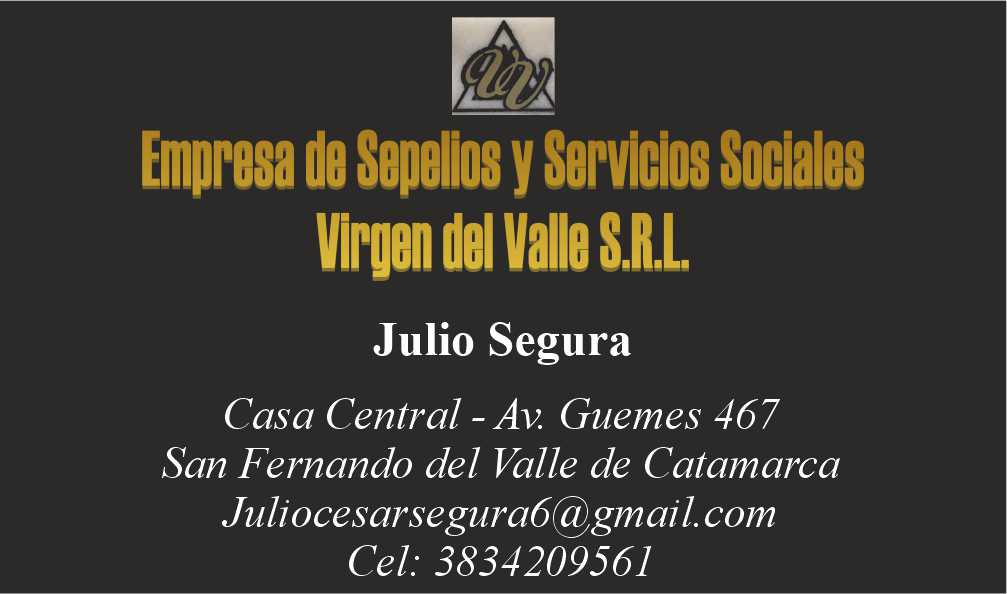 VV
Empresa de Sepelios y Servicios Sociales
Virgen del Valle S.R.L.
Julio Segura
Casa Central - Av. Guemes 467
San Fernando del Valle de Catamarca
Juliocesarsegura6@gmail.com
Cel: 3834209561